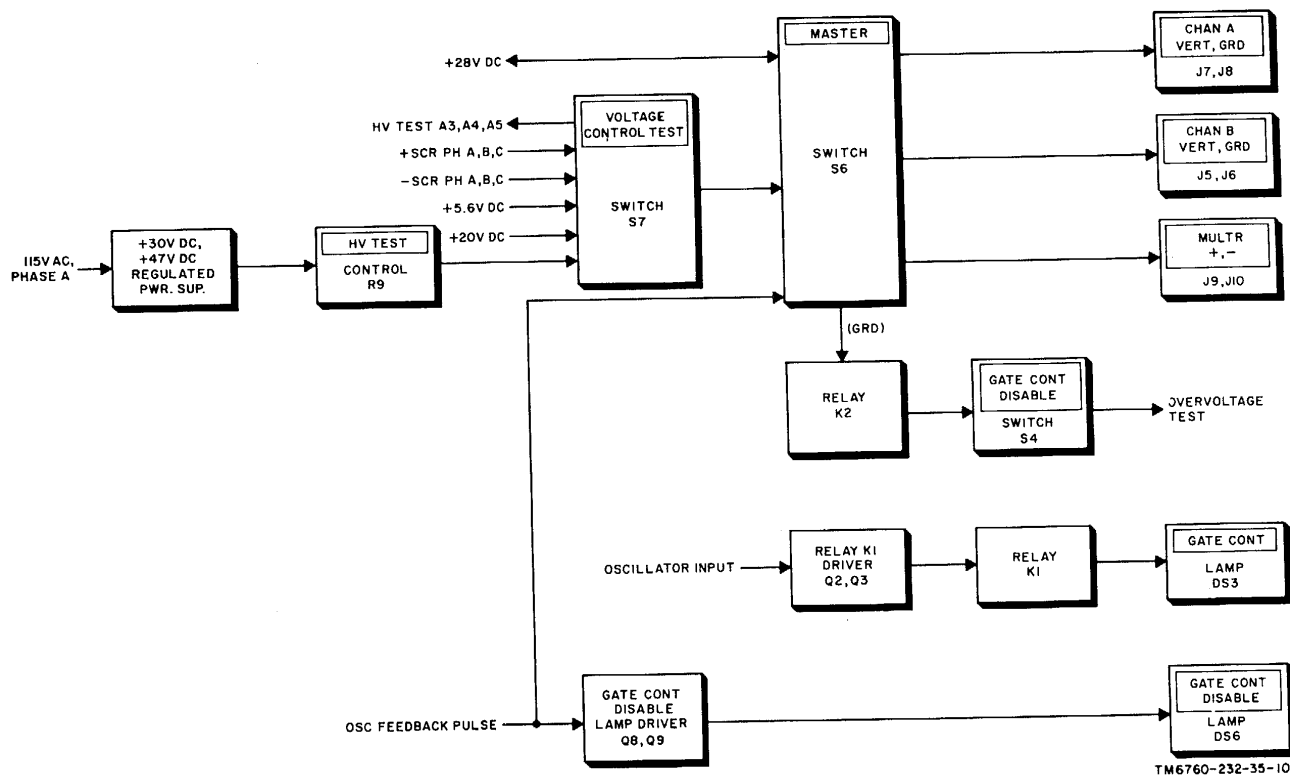 MASTER
SWITCH
S6
CHAN A
VERT, GRD
J7, J8
+28V DC
VOLTAGE
CONTROL TEST
SWITCH
S7
HV TEST A3, A4, A5
+SCR PH A, B, C
-SCR PH A, B, C
+5.6V DC
+20V DC
CHAN B
VERT, GRD
J5, J6
115V AC,
PHASE A
+30V DC,
+47V DC
REGULATED
PWR. SUP.
HV TEST
CONTROL
R9
MULTR
+, -
J9, J10
(GRD)
RELAY
K2
GATE CONT
DISABLE
SWITCH
S4
OVERVOLTAGE
TEST
OSCILLATOR INPUT
RELAY K1
DRIVER
Q2, Q3
RELAY
K1
GATE CONT
LAMP
DS3
OSC FEEDBACK PULSE
GATE CONT
DISABLE
LAMP DRIVER
Q8, Q9
GATE CONT
DISABLE
LAMP
DS6
TM6760-232-35-10